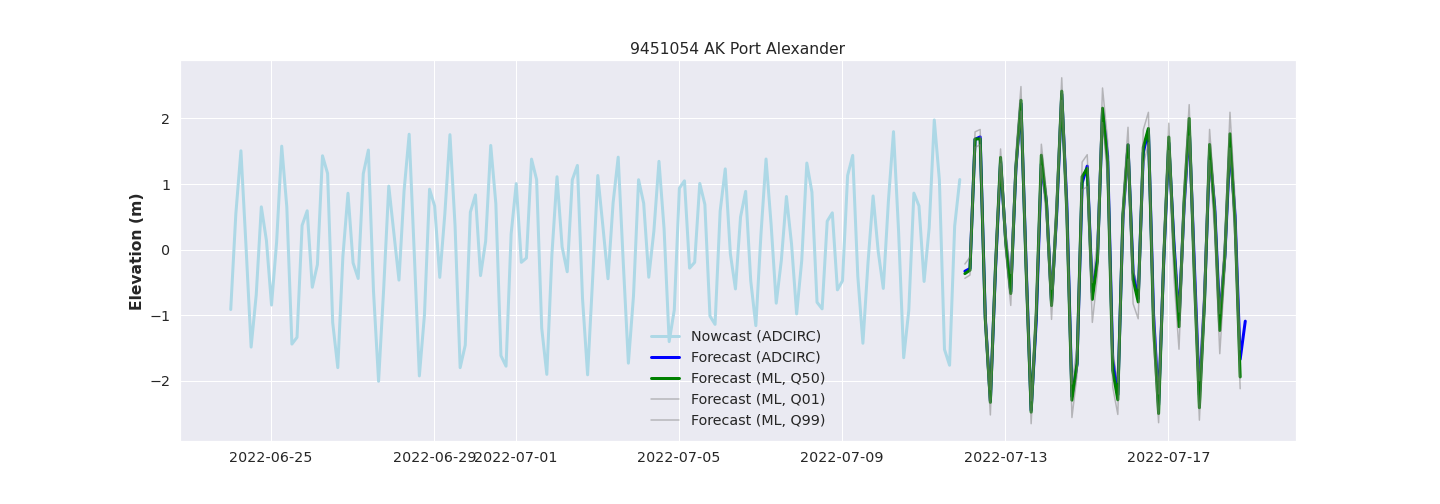 9451054 AK Port Alexander
Elevation (m)
2
1
0
−1
−2
Nowcast (ADCIRC)
Forecast (ADCIRC)
Forecast (ML, Q50)
Forecast (ML, Q01)
Forecast (ML, Q99)
2022-06-25 2022-06-29 2022-07-01 2022-07-05 2022-07-09 2022-07-13 2022-07-17